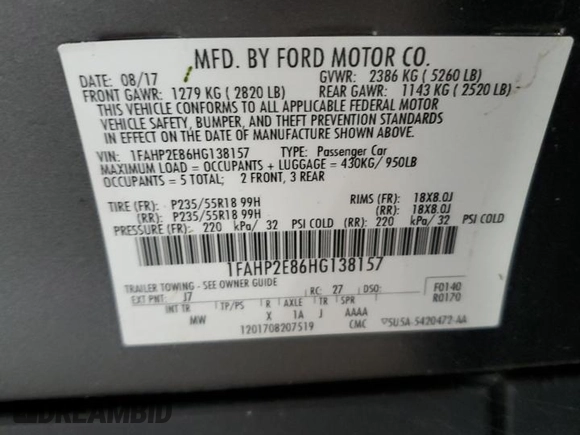 MFD. BY FORD MOTOR CO.
DATE: 08/17 GVWR: 2386 KG ( 5260 LB)
FRONT GAWR: 1279 KG ( 2820 LB) REAR GAWR: 1143 KG ( 2520 LB)
THIS VEHICLE CONFORMS TO ALL APPLICABLE FEDERAL MOTOR
VEHICLE SAFETY, BUMPER, AND THEFT PREVENTION STANDARDS
IN EFFECT ON THE DATE OF MANUFACTURE SHOWN ABOVE.
VIN: 1FAHP2E86HG138157 TYPE: Passenger Car
MAXIMUM LOAD = OCCUPANTS + LUGGAGE = 430KG/ 950LB
OCCUPANTS = 5 TOTAL; 2 FRONT, 3 REAR
TIRE (FR): P235/55R18 99H RIMS (FR): 18X8.0J
(RR): P235/55R18 99H (RR): 18X8.0J
PRESSURE (FR): 220 kPa/ 32 PSI COLD (RR): 220 kPa/ 32 PSI COLD
1FAHP2E86HG138157
TRAILER TOWING - SEE OWNER GUIDE
EXT PNT: J7 RC: 27 DSO: F0140
R0170
INT TR TP/PS R AXLE TR SPR
MW X 1A J AAAA
1201708207519 CMC ▽SU5A-5420472-AA
DREAMBID